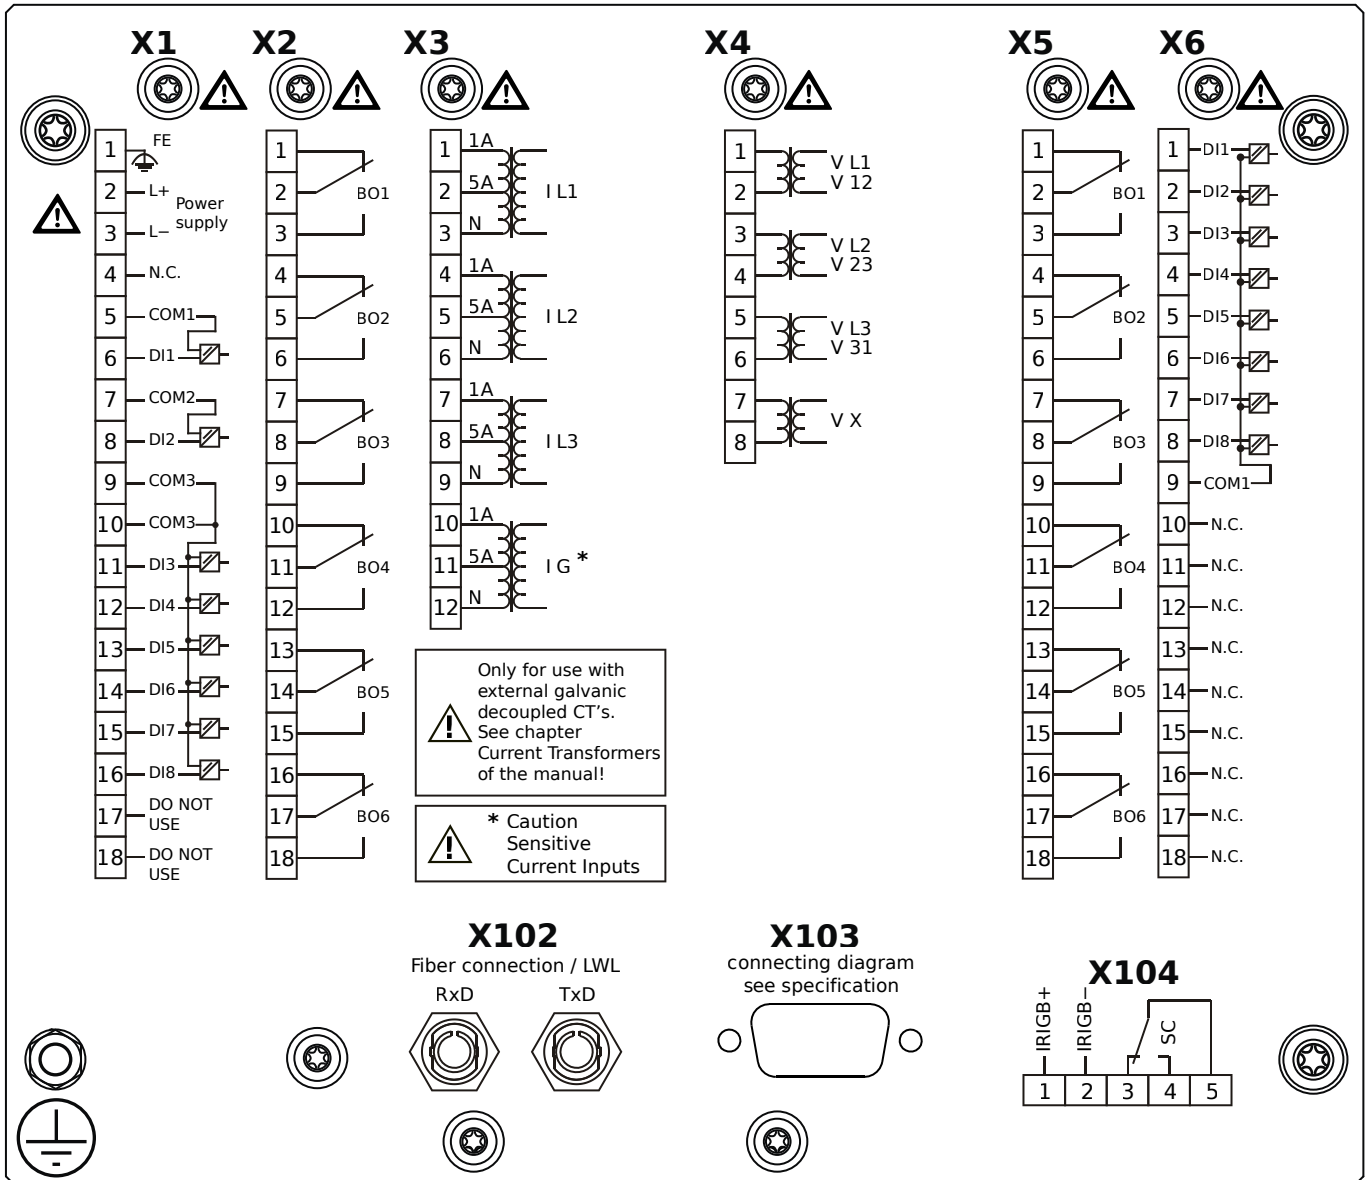 X1 X2 X3 X4 X5 X6
1 FE
2 L+
Power
supply
3 L−
4 N.C.
5 COM1
6 DI1
7 COM2
8 DI2
9 COM3
10 COM3
11 DI3
12 DI4
13 DI5
14 DI6
15 DI7
16 DI8
17 DO NOT
USE
18 DO NOT
USE
1
2 BO1
3
4
5 BO2
6
7
8 BO3
9
10
11 BO4
12
13
14 BO5
15
16
17 BO6
18
1 1A
2 5A I L1
3 N
4 1A
5 5A I L2
6 N
7 1A
8 5A I L3
9 N
10 1A
11 5A I G *
12 N
Only for use with
external galvanic
decoupled CT's.
See chapter
Current Transformers
of the manual!
* Caution
Sensitive
Current Inputs
1 V L1
2 V 12
3 V L2
4 V 23
5 V L3
6 V 31
7 V X
8
1
2 BO1
3
4
5 BO2
6
7
8 BO3
9
10
11 BO4
12
13
14 BO5
15
16
17 BO6
18
1 DI1
2 DI2
3 DI3
4 DI4
5 DI5
6 DI6
7 DI7
8 DI8
9 COM1
10 N.C.
11 N.C.
12 N.C.
13 N.C.
14 N.C.
15 N.C.
16 N.C.
17 N.C.
18 N.C.
X102
Fiber connection / LWL
RxD TxD
X103
connecting diagram
see specification
X104
IRIGB+ IRIGB− SC
1 2 3 4 5